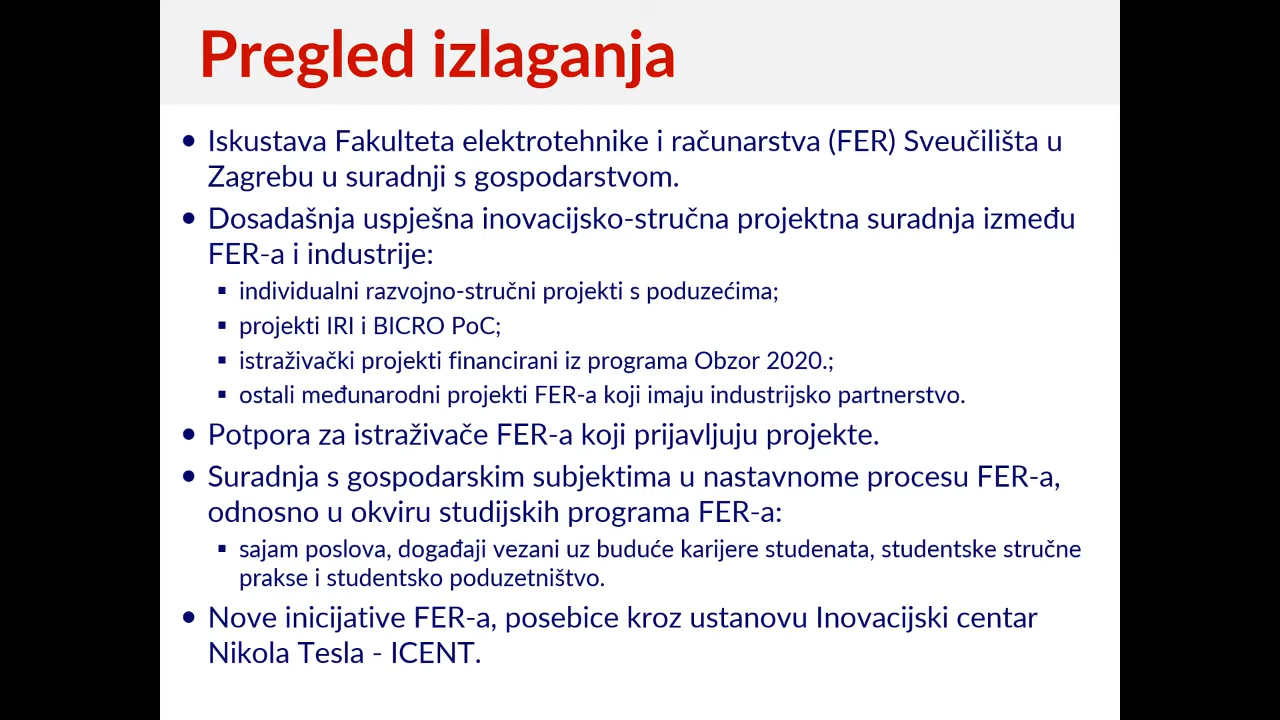 Pregled izlaganja
• Iskustava Fakulteta elektrotehnike i računarstva (FER) Sveučilišta u
Zagrebu u suradnji s gospodarstvom.
• Dosadašnja uspješna inovacijsko-stručna projektna suradnja između
FER-a i industrije:
▪ individualni razvojno-stručni projekti s poduzećima;
▪ projekti IRI i BICRO PoC;
▪ istraživački projekti financirani iz programa Obzor 2020.;
▪ ostali međunarodni projekti FER-a koji imaju industrijsko partnerstvo.
• Potpora za istraživače FER-a koji prijavljuju projekte.
• Suradnja s gospodarskim subjektima u nastavnome procesu FER-a,
odnosno u okviru studijskih programa FER-a:
▪ sajam poslova, događaji vezani uz buduće karijere studenata, studentske stručne
prakse i studentsko poduzetništvo.
• Nove inicijative FER-a, posebice kroz ustanovu Inovacijski centar
Nikola Tesla - ICENT.